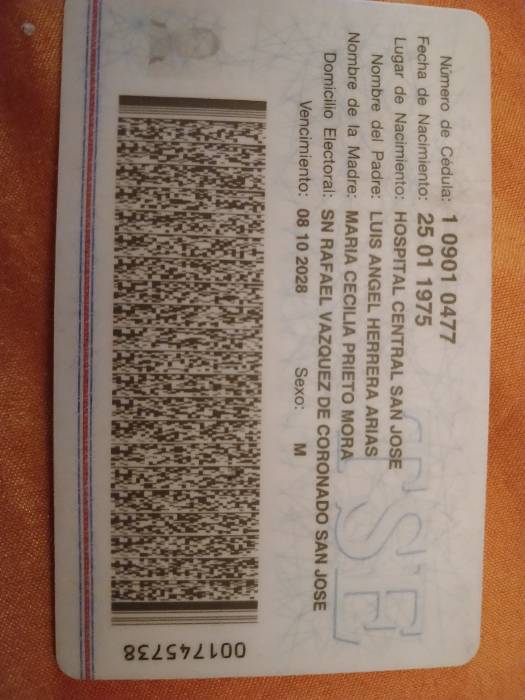 Número de Cédula: 1 0901 0477
Fecha de Nacimiento: 25 01 1975
Lugar de Nacimiento: HOSPITAL CENTRAL SAN JOSE
Nombre del Padre: LUIS ANGEL HERRERA ARIAS
Nombre de la Madre: MARIA CECILIA PRIETO MORA
Domicilio Electoral: SN RAFAEL VAZQUEZ DE CORONADO SAN JOSE
Vencimiento: 08 10 2028 Sexo: M
001745738